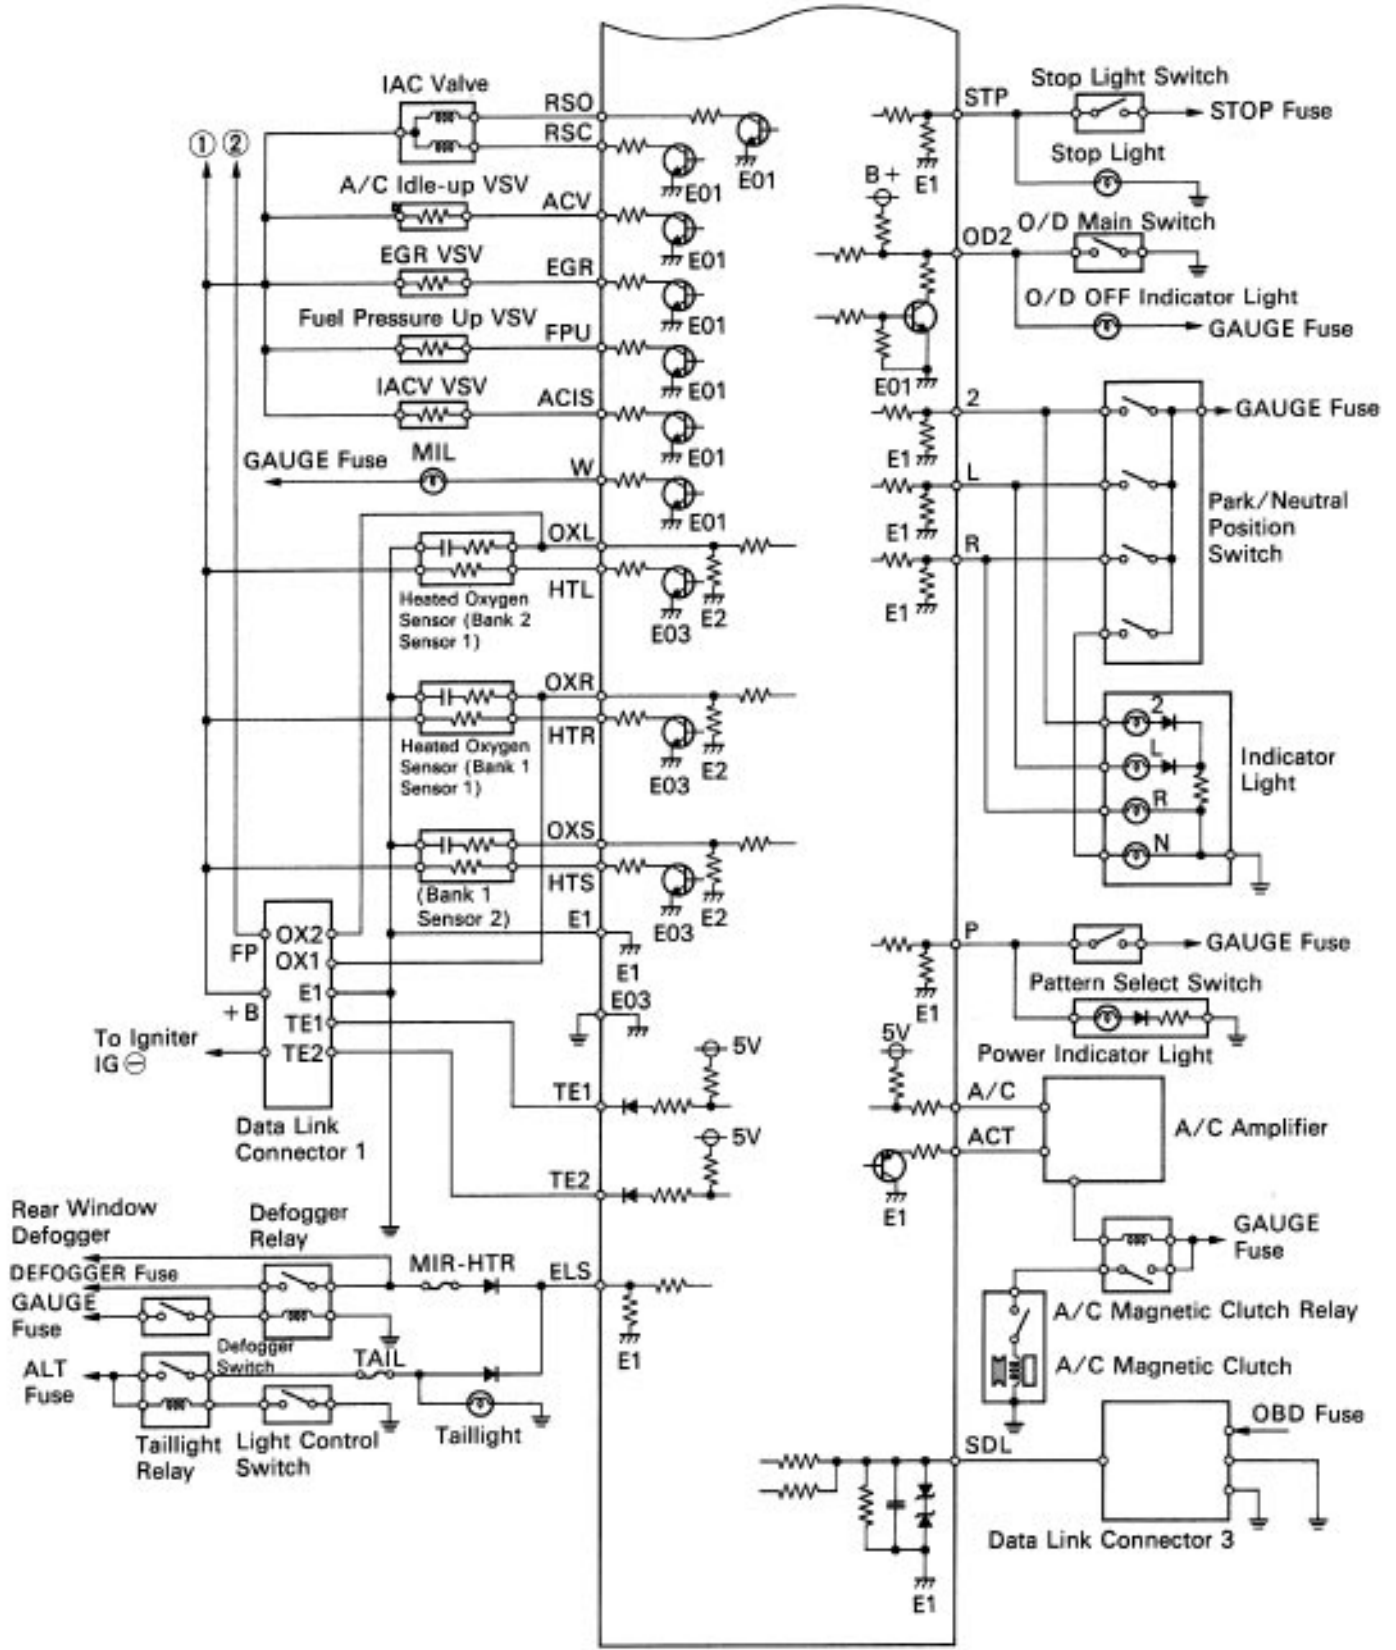 IAC Valve
RSO
RSC
① ②
E01
E01
A/C Idle-up VSV
ACV
E01
EGR VSV
EGR
E01
Fuel Pressure Up VSV
FPU
E01
IACV VSV
ACIS
E01
GAUGE Fuse
MIL
W
E01
OXL
HTL
Heated Oxygen
Sensor (Bank 2
Sensor 1)
E03
E2
OXR
HTR
Heated Oxygen
Sensor (Bank 1
Sensor 1)
E03
E2
OXS
HTS
(Bank 1
Sensor 2)
E03
E2
E1
E1
E03
FP
OX2
OX1
E1
+B
TE1
TE2
To Igniter
IG⊖
Data Link
Connector 1
5V
TE1
5V
TE2
Rear Window
Defogger
Defogger
Relay
DEFOGGER Fuse
MIR-HTR
ELS
GAUGE
Fuse
E1
Defogger
Switch
TAIL
ALT
Fuse
Taillight
Taillight
Relay
Light Control
Switch
STP
Stop Light Switch
STOP Fuse
Stop Light
E1
B+
OD2
O/D Main Switch
O/D OFF Indicator Light
GAUGE Fuse
E01
2
GAUGE Fuse
E1
L
E1
R
E1
Park/Neutral
Position
Switch
2
L
R
N
Indicator
Light
P
GAUGE Fuse
E1
Pattern Select Switch
Power Indicator Light
5V
A/C
ACT
E1
A/C Amplifier
GAUGE
Fuse
A/C Magnetic Clutch Relay
A/C Magnetic Clutch
SDL
OBD Fuse
Data Link Connector 3
E1